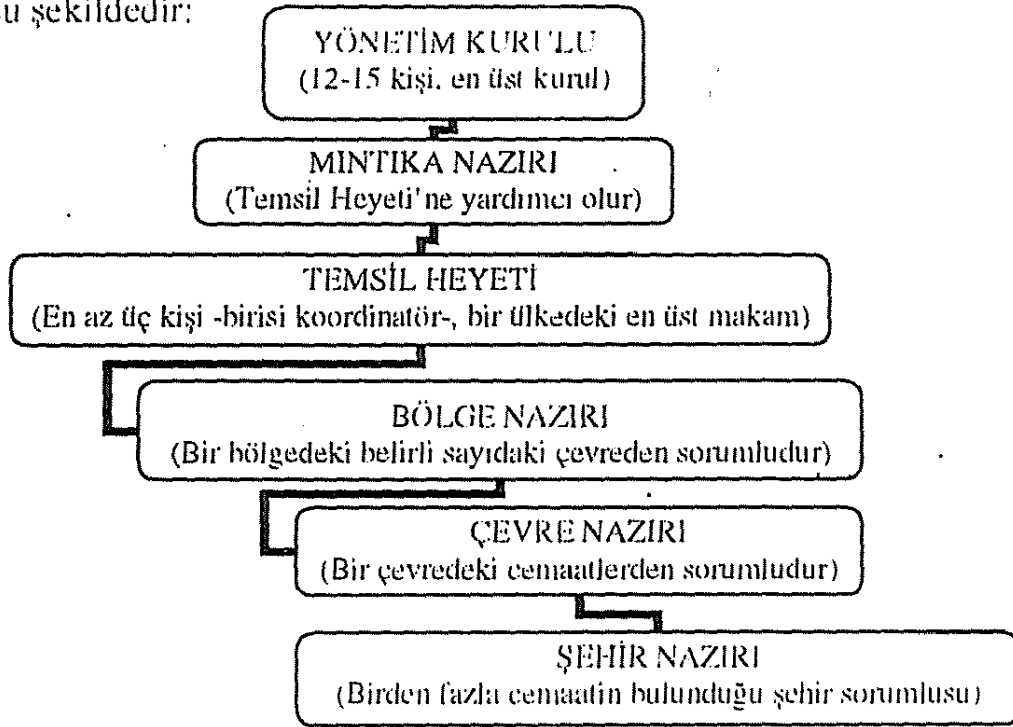 şu şekildedir:
YÖNETİM KURULU
(12-15 kişi, en üst kurul)
MINTIKA NAZIRI
(Temsil Heyeti'ne yardımcı olur)
TEMSİL HEYETİ
(En az üç kişi -birisi koordinatör-, bir ülkedeki en üst makam)
BÖLGE NAZIRI
(Bir bölgedeki belirli sayıdaki çevreden sorumludur)
ÇEVRE NAZIRI
(Bir çevredeki cemaatlerden sorumludur)
ŞEHİR NAZIRI
(Birden fazla cemaatin bulunduğu şehir sorumlusu)